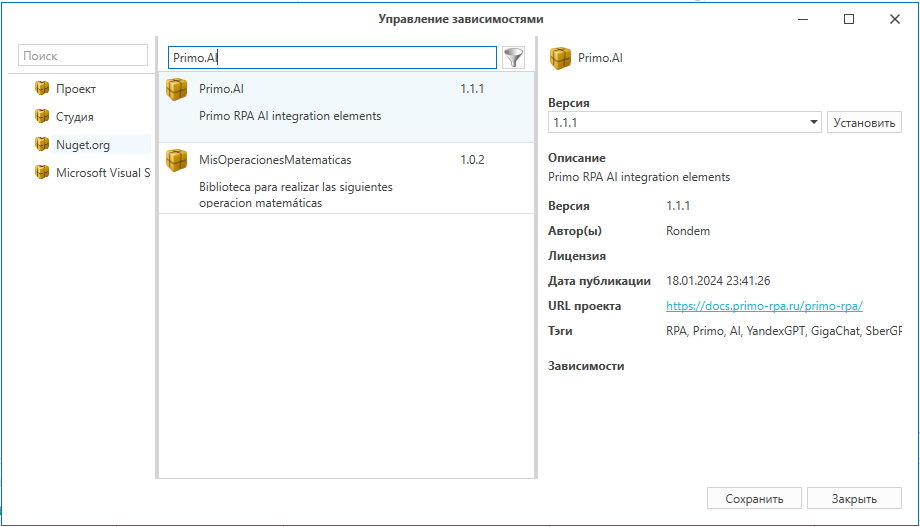 Управление зависимостями
Поиск
Проект
Студия
Nuget.org
Microsoft Visual S
Primo.AI
Primo.AI 1.1.1
Primo RPA AI integration elements
MisOperacionesMatematicas 1.0.2
Biblioteca para realizar las siguientes
operacion matemáticas
Primo.AI
Версия
1.1.1 Установить
Описание
Primo RPA AI integration elements
Версия 1.1.1
Автор(ы) Rondem
Лицензия
Дата публикации 18.01.2024 23:41.26
URL проекта https://docs.primo-rpa.ru/primo-rpa/
Тэги RPA, Primo, AI, YandexGPT, GigaChat, SberGP
Зависимости
Сохранить Закрыть